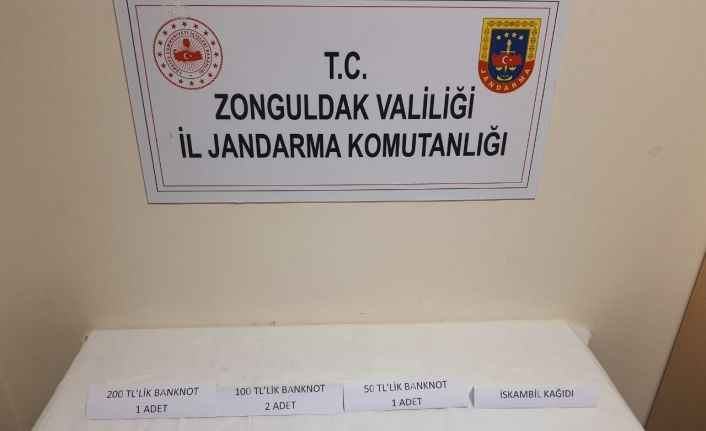 T.C.
ZONGULDAK VALİLİĞİ
İL JANDARMA KOMUTANLIĞI
JANDARMA
200 TL'LİK BANKNOT
1 ADET
100 TL'LİK BANKNOT
2 ADET
50 TL'LİK BANKNOT
1 ADET
İSKAMBİL KAĞIDI